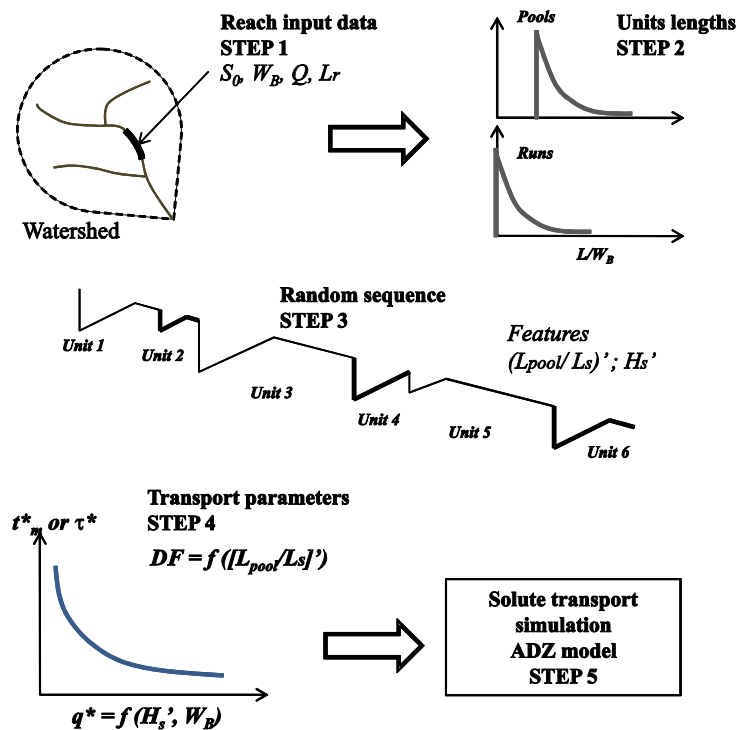 Reach input data
STEP 1
S0, WB, Q, Lr
Watershed
Pools
Units lengths
STEP 2
Runs
L/WB
Random sequence
STEP 3
Features
(Lpool/ Ls)’ ; Hs’
Unit 1
Unit 2
Unit 3
Unit 4
Unit 5
Unit 6
Transport parameters
STEP 4
t*m or τ*
DF = f ([Lpool/Ls]’)
q* = f (Hs’, WB)
Solute transport
simulation
ADZ model
STEP 5